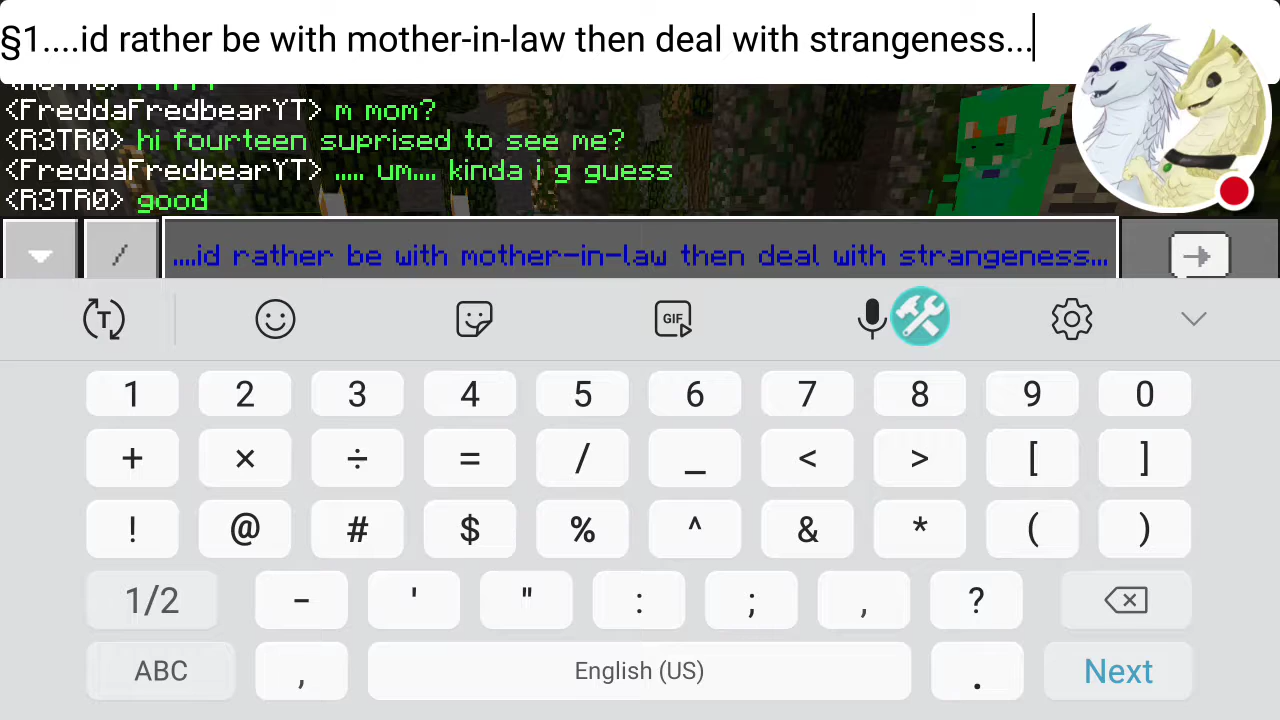 §1....id rather be with mother-in-law then deal with strangeness...
<FreddaFredbearYT> m mom?
<R3TR0> hi fourteen suprised to see me?
<FreddaFredbearYT> ..... um.... kinda i g guess
<R3TR0> good
/ ....id rather be with mother-in-law then deal with strangeness...
T GIF
1 2 3 4 5 6 7 8 9 0
+ × ÷ = / _ < > [ ]
! @ # $ % ^ & * ( )
1/2 - ' " : ; , ?
ABC , English (US) . Next